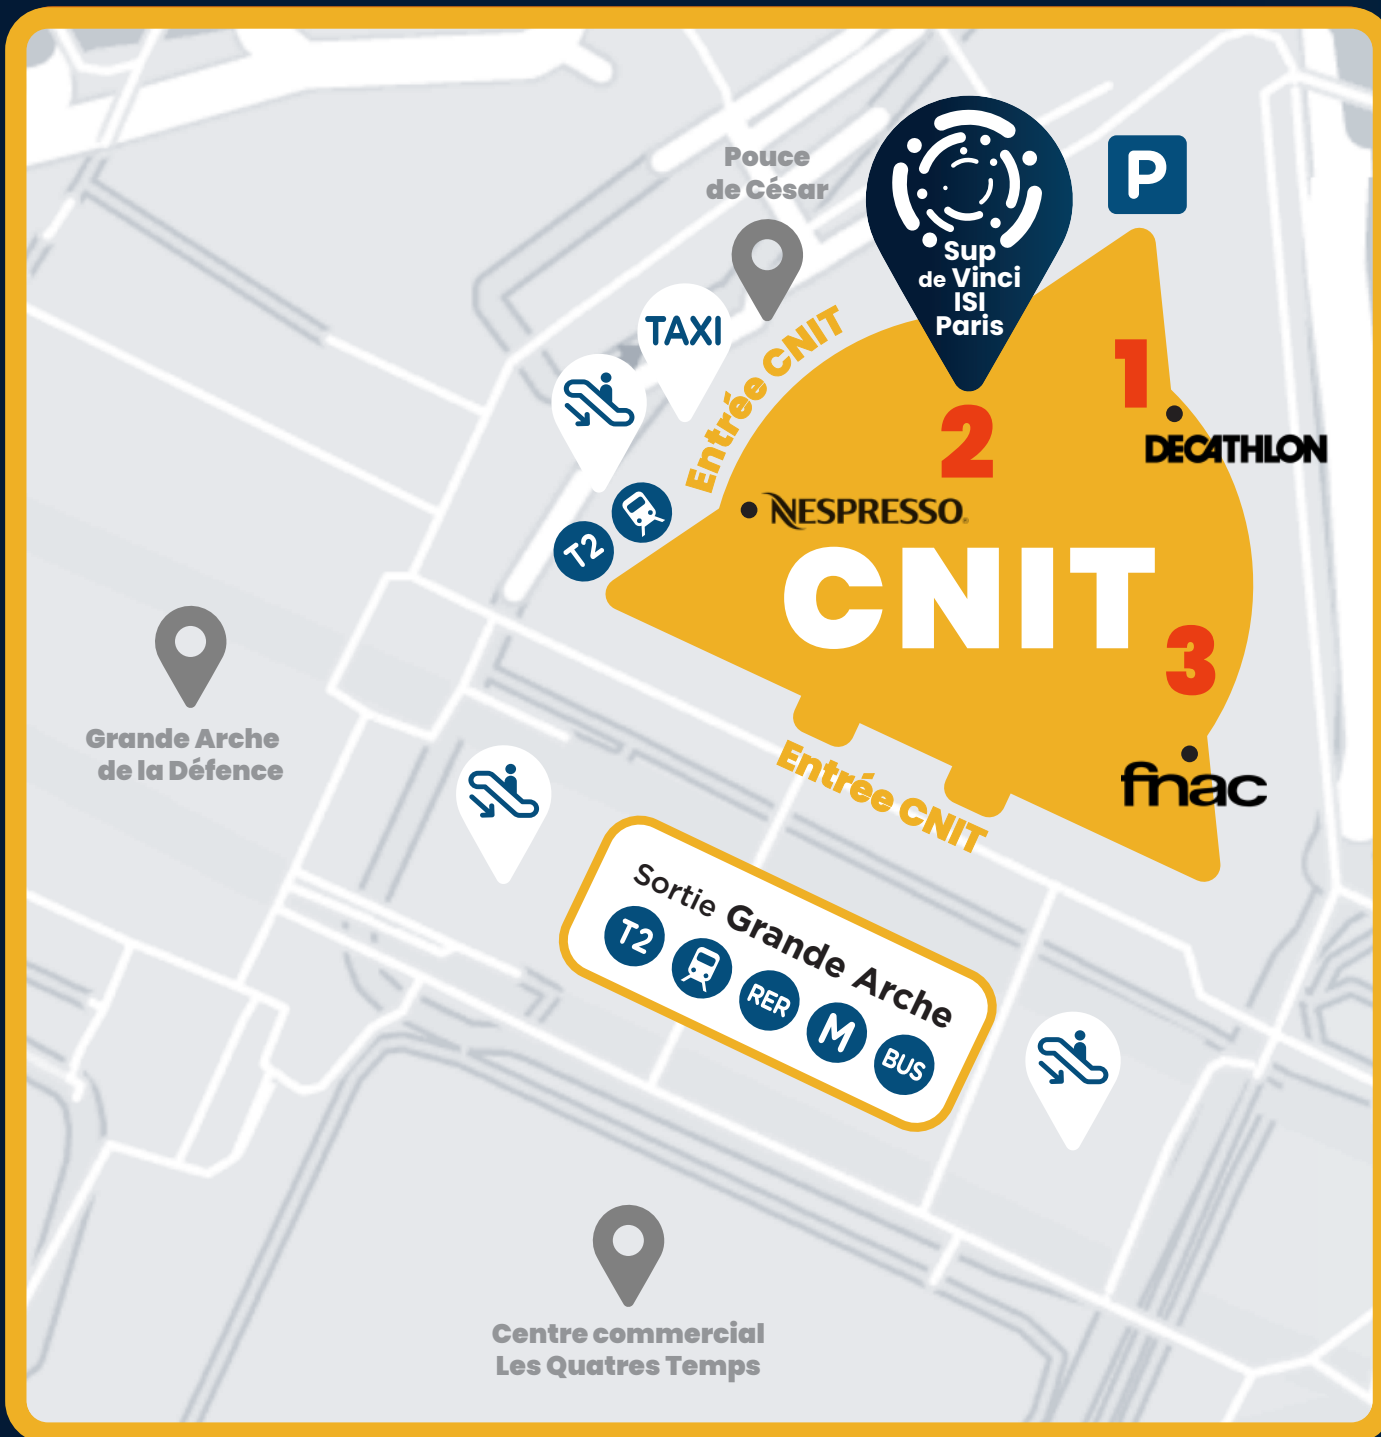 Pouce
de César
P
Sup
de Vinci
ISI
Paris
TAXI
Entrée CNIT
1
DECATHLON
2
NESPRESSO
T2
CNIT
3
Grande Arche
de la Défence
fnac
Entrée CNIT
Sortie Grande Arche
T2
RER
M
BUS
Centre commercial
Les Quatres Temps